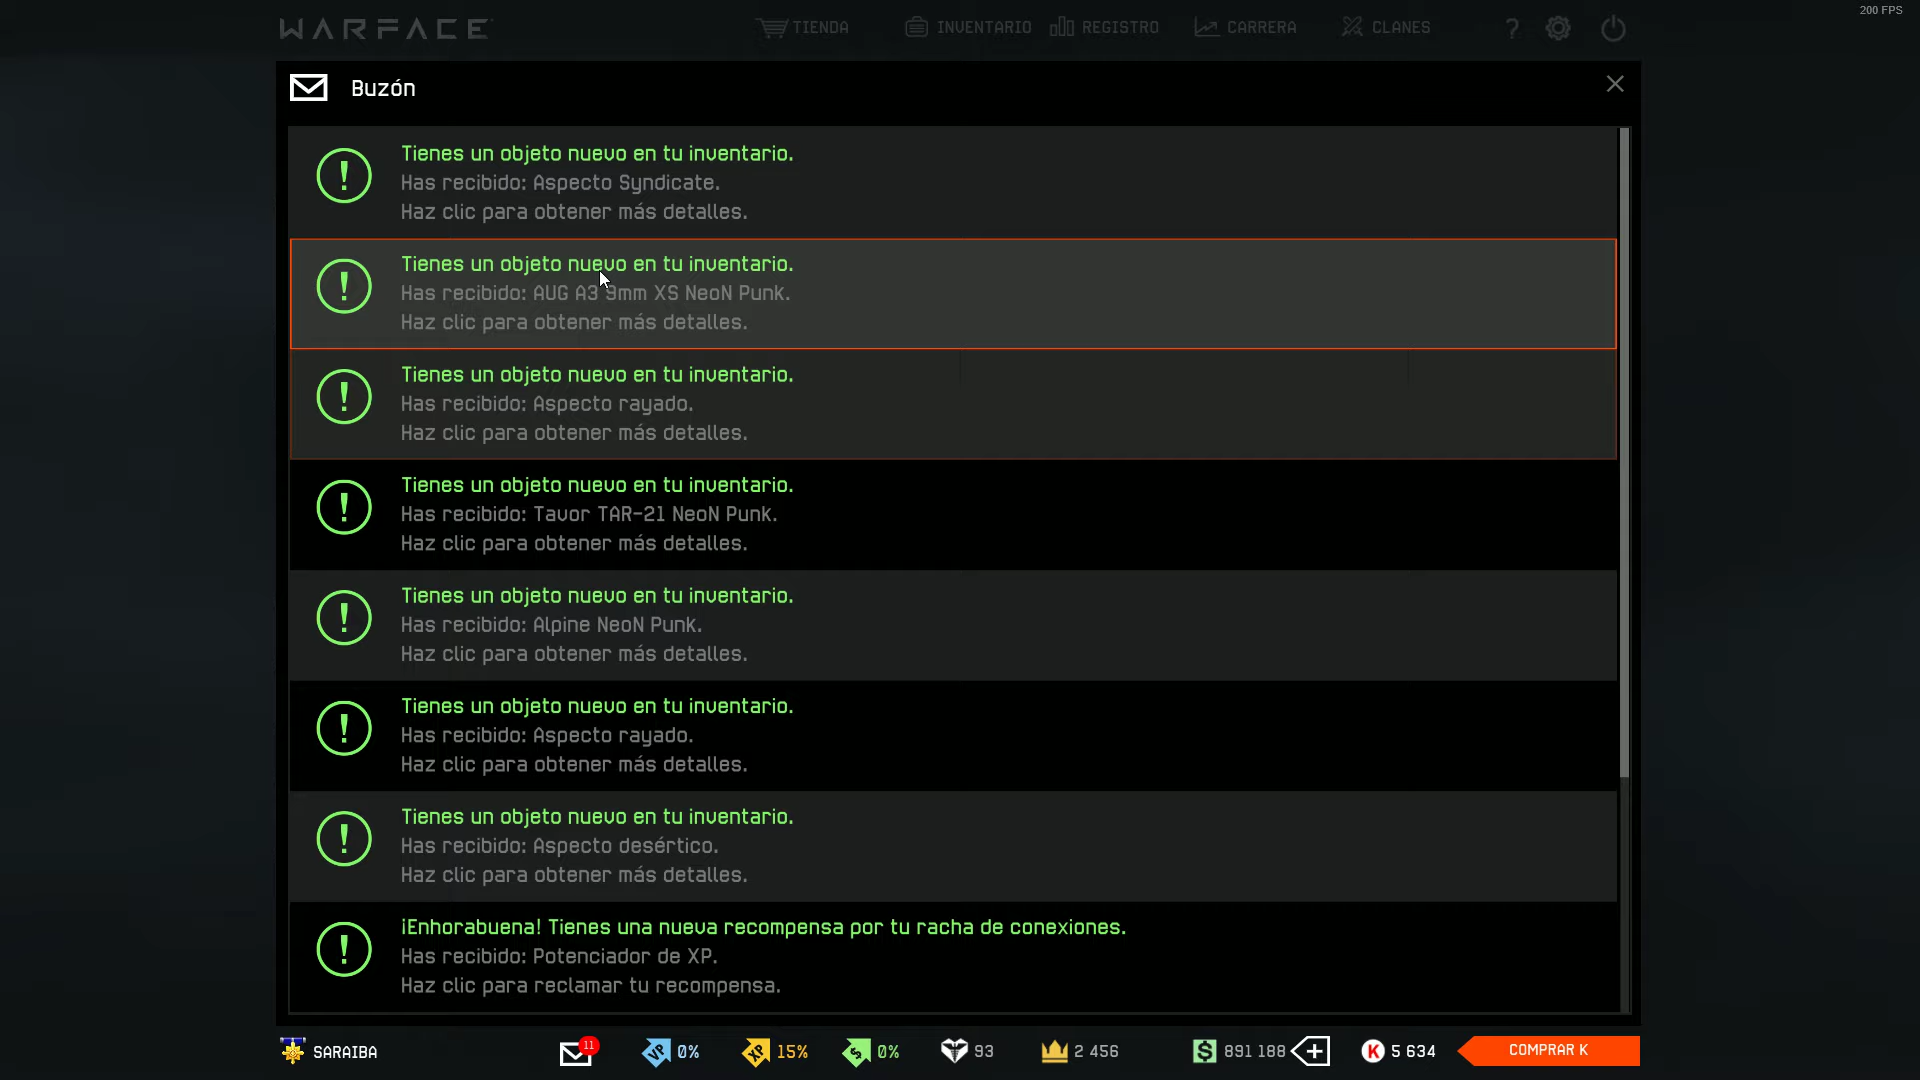 200 FPS
WARFACE
TIENDA
INVENTARIO
REGISTRO
CARRERA
CLANES
?
Buzón
Tienes un objeto nuevo en tu inventario.
Has recibido: Aspecto Syndicate.
Haz clic para obtener más detalles.
Tienes un objeto nuevo en tu inventario.
Has recibido: AUG A3 9mm XS NeoN Punk.
Haz clic para obtener más detalles.
Tienes un objeto nuevo en tu inventario.
Has recibido: Aspecto rayado.
Haz clic para obtener más detalles.
Tienes un objeto nuevo en tu inventario.
Has recibido: Tavor TAR-21 NeoN Punk.
Haz clic para obtener más detalles.
Tienes un objeto nuevo en tu inventario.
Has recibido: Alpine NeoN Punk.
Haz clic para obtener más detalles.
Tienes un objeto nuevo en tu inventario.
Has recibido: Aspecto rayado.
Haz clic para obtener más detalles.
Tienes un objeto nuevo en tu inventario.
Has recibido: Aspecto desértico.
Haz clic para obtener más detalles.
¡Enhorabuena! Tienes una nueva recompensa por tu racha de conexiones.
Has recibido: Potenciador de XP.
Haz clic para reclamar tu recompensa.
SARAIBA
11
VP 0%
XP 15%
$ 0%
93
2 456
$ 891 188
K 5 634
COMPRAR K